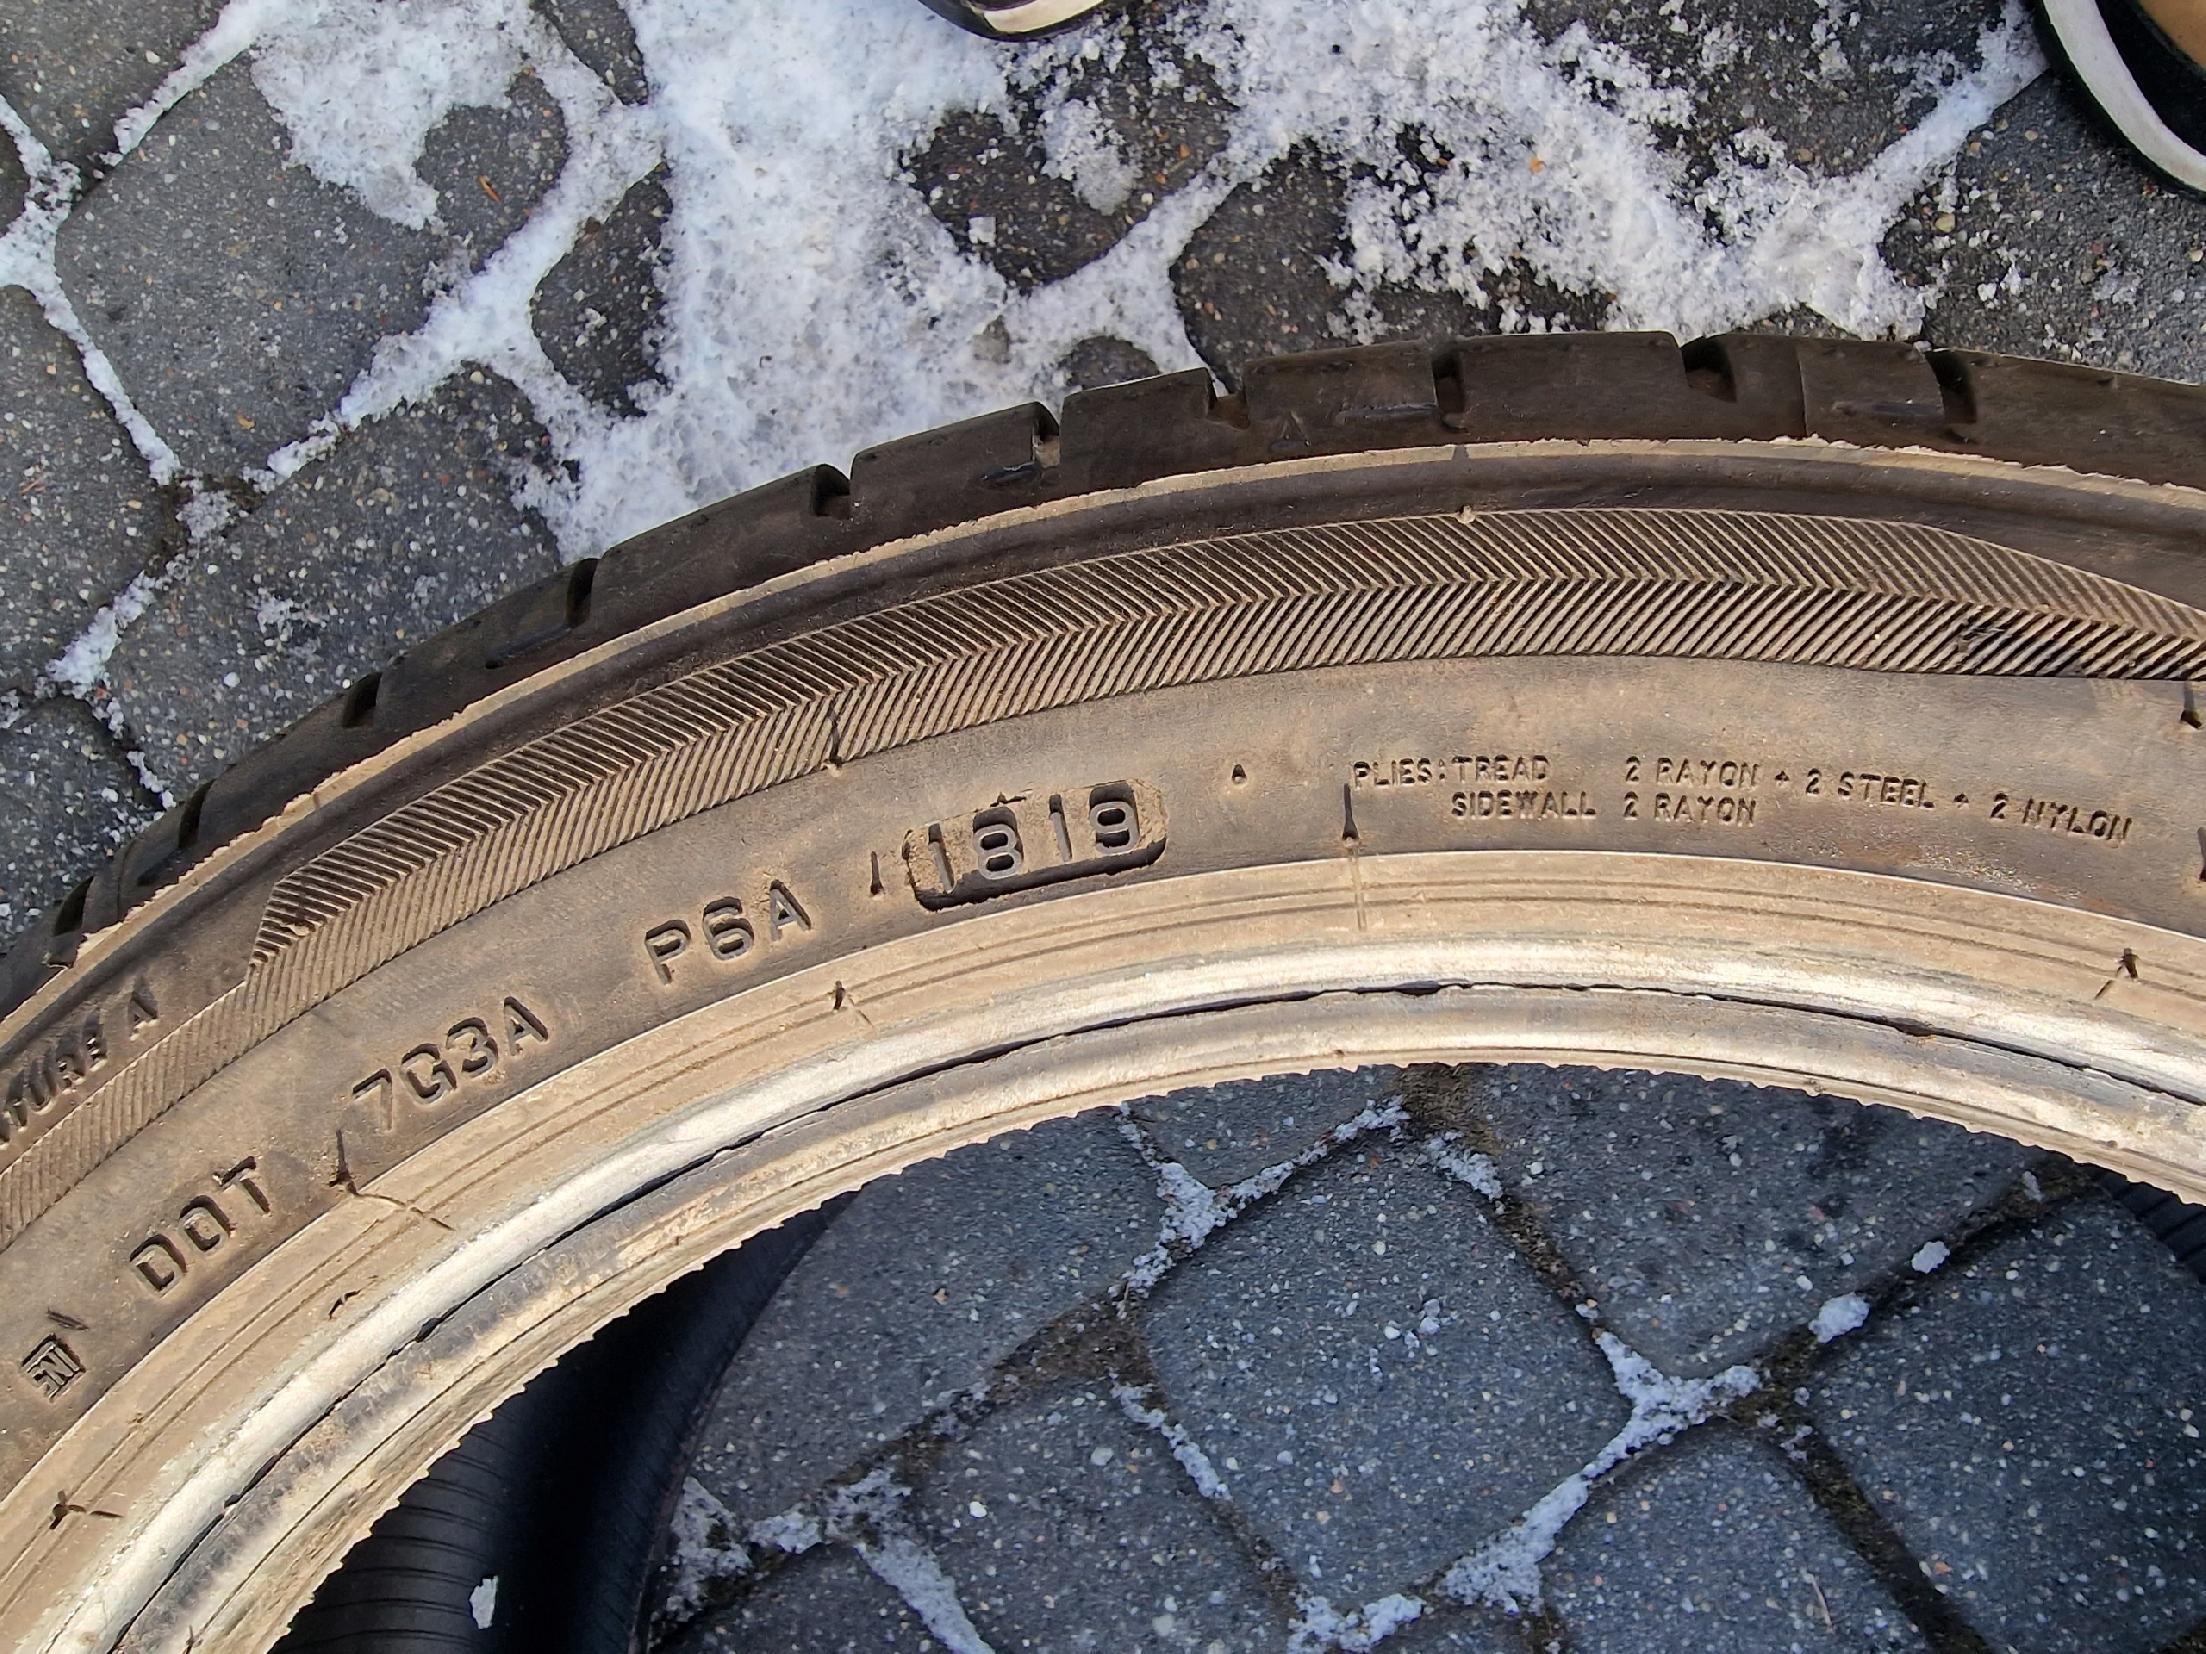 PLIES: TREAD 2 RAYON + 2 STEEL + 2 NYLON
SIDEWALL 2 RAYON
DOT 7G3A P6A 1819
A